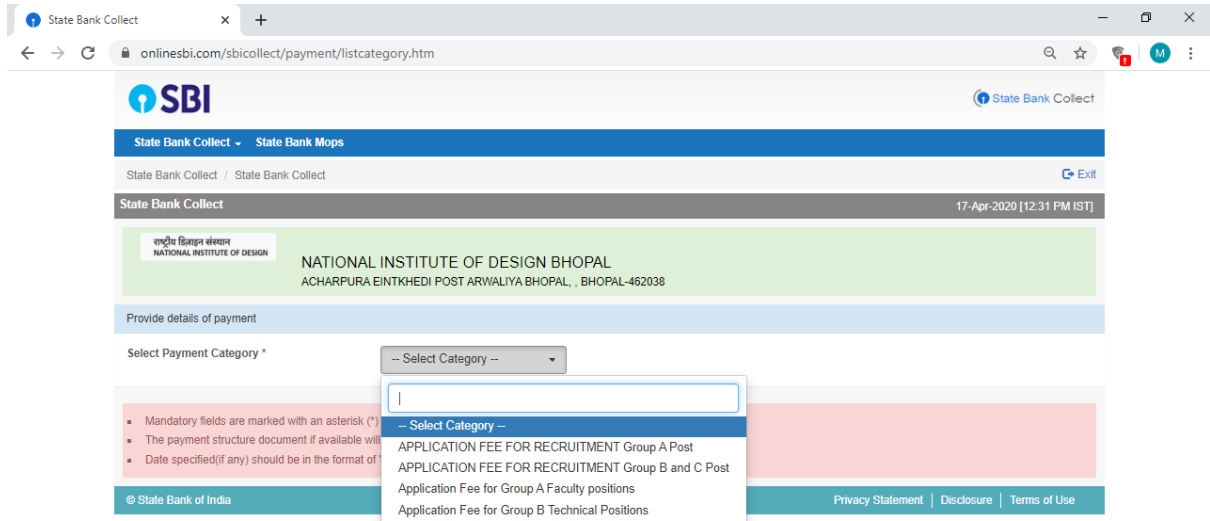 State Bank Collect
onlinesbi.com/sbicollect/payment/listcategory.htm
M
SBI
State Bank Collect
State Bank Collect State Bank Mops
State Bank Collect / State Bank Collect
Exit
State Bank Collect
17-Apr-2020 [12:31 PM IST]
राष्ट्रीय डिज़ाइन संस्थान
NATIONAL INSTITUTE OF DESIGN
NATIONAL INSTITUTE OF DESIGN BHOPAL
ACHARPURA EINTKHEDI POST ARWALIYA BHOPAL, , BHOPAL-462038
Provide details of payment
Select Payment Category *
-- Select Category --
Mandatory fields are marked with an asterisk (*)
The payment structure document if available will
Date specified(if any) should be in the format of '
-- Select Category --
APPLICATION FEE FOR RECRUITMENT Group A Post
APPLICATION FEE FOR RECRUITMENT Group B and C Post
Application Fee for Group A Faculty positions
Application Fee for Group B Technical Positions
© State Bank of India
Privacy Statement | Disclosure | Terms of Use